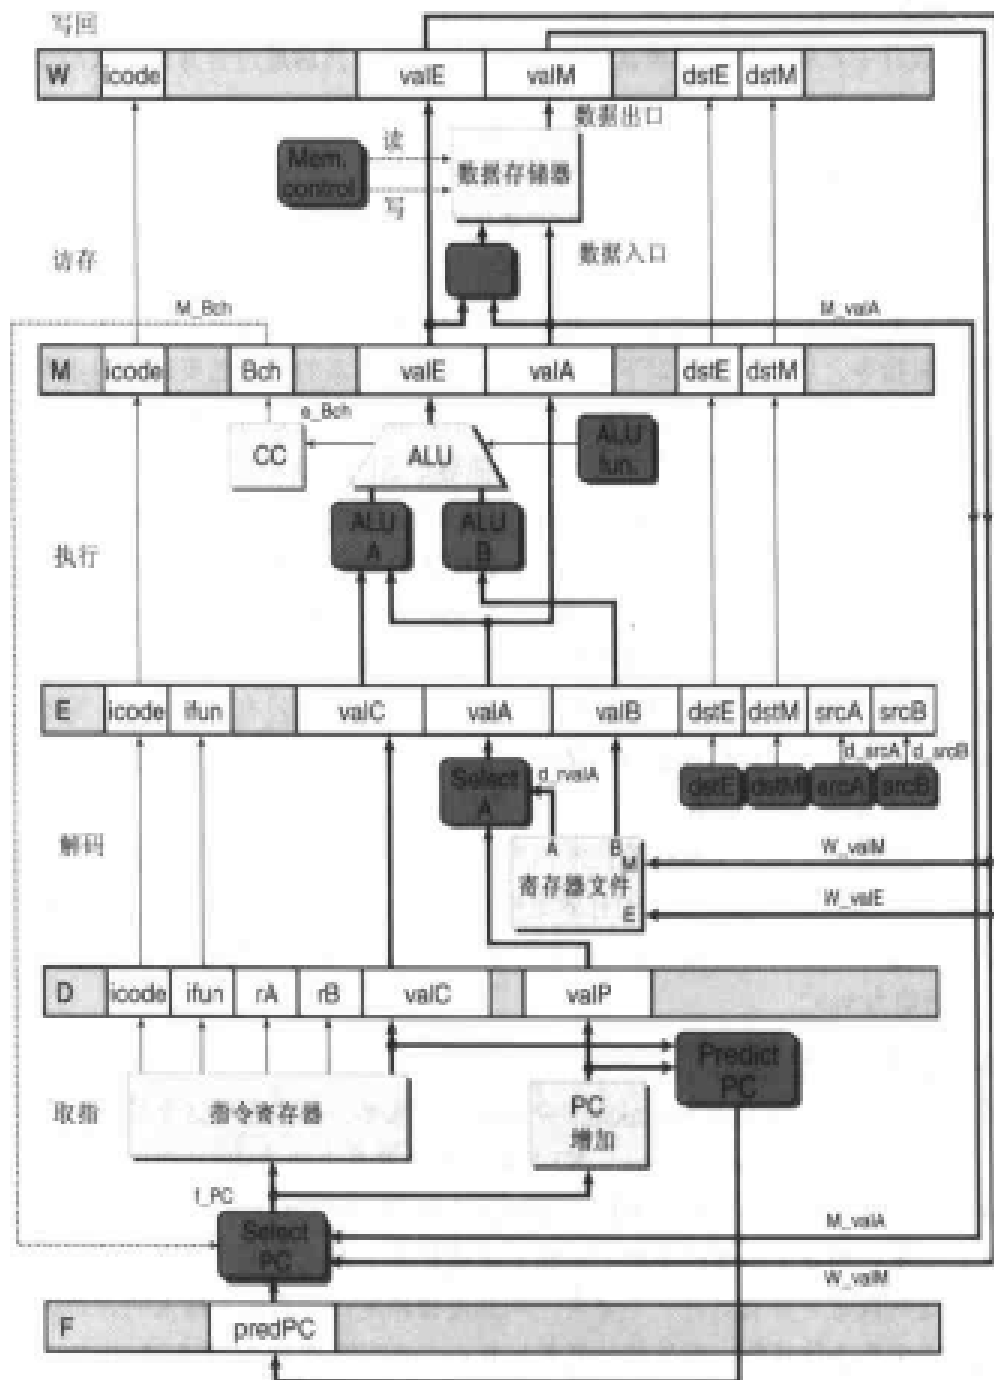 写回
W icode valE valM dstE dstM
数据出口
读
Mem. control
数据存储器
写
访存
数据入口
M_Bch
M_valA
M icode Bch valE valA dstE dstM
e_Bch
CC
ALU
ALU fun.
ALU A
ALU B
执行
E icode ifun valC valA valB dstE dstM srcA srcB
d_srcA d_srcB
Select A
d_rvalA
dstE dstM srcA srcB
解码
A B
M
W_valM
寄存器文件
E
W_valE
D icode ifun rA rB valC valP
Predict PC
取指
指令寄存器
PC 增加
f_PC
Select PC
M_valA
W_valM
F predPC